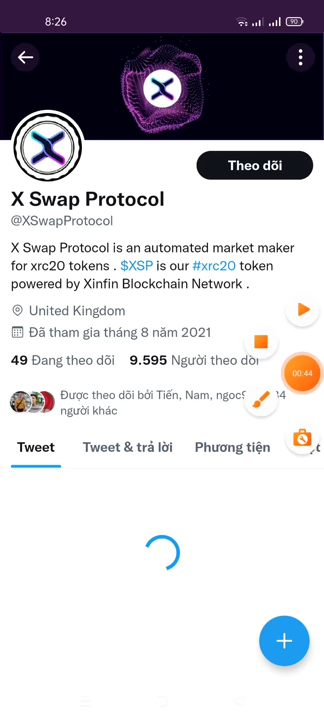 8:26
90
Theo dõi
X Swap Protocol
@XSwapProtocol
X Swap Protocol is an automated market maker
for xrc20 tokens . $XSP is our #xrc20 token
powered by Xinfin Blockchain Network .
United Kingdom
Đã tham gia tháng 8 năm 2021
49 Đang theo dõi 9.595 Người theo dõi
00:44
Được theo dõi bởi Tiến, Nam,
người khác
Tweet Tweet & trả lời Phương tiện